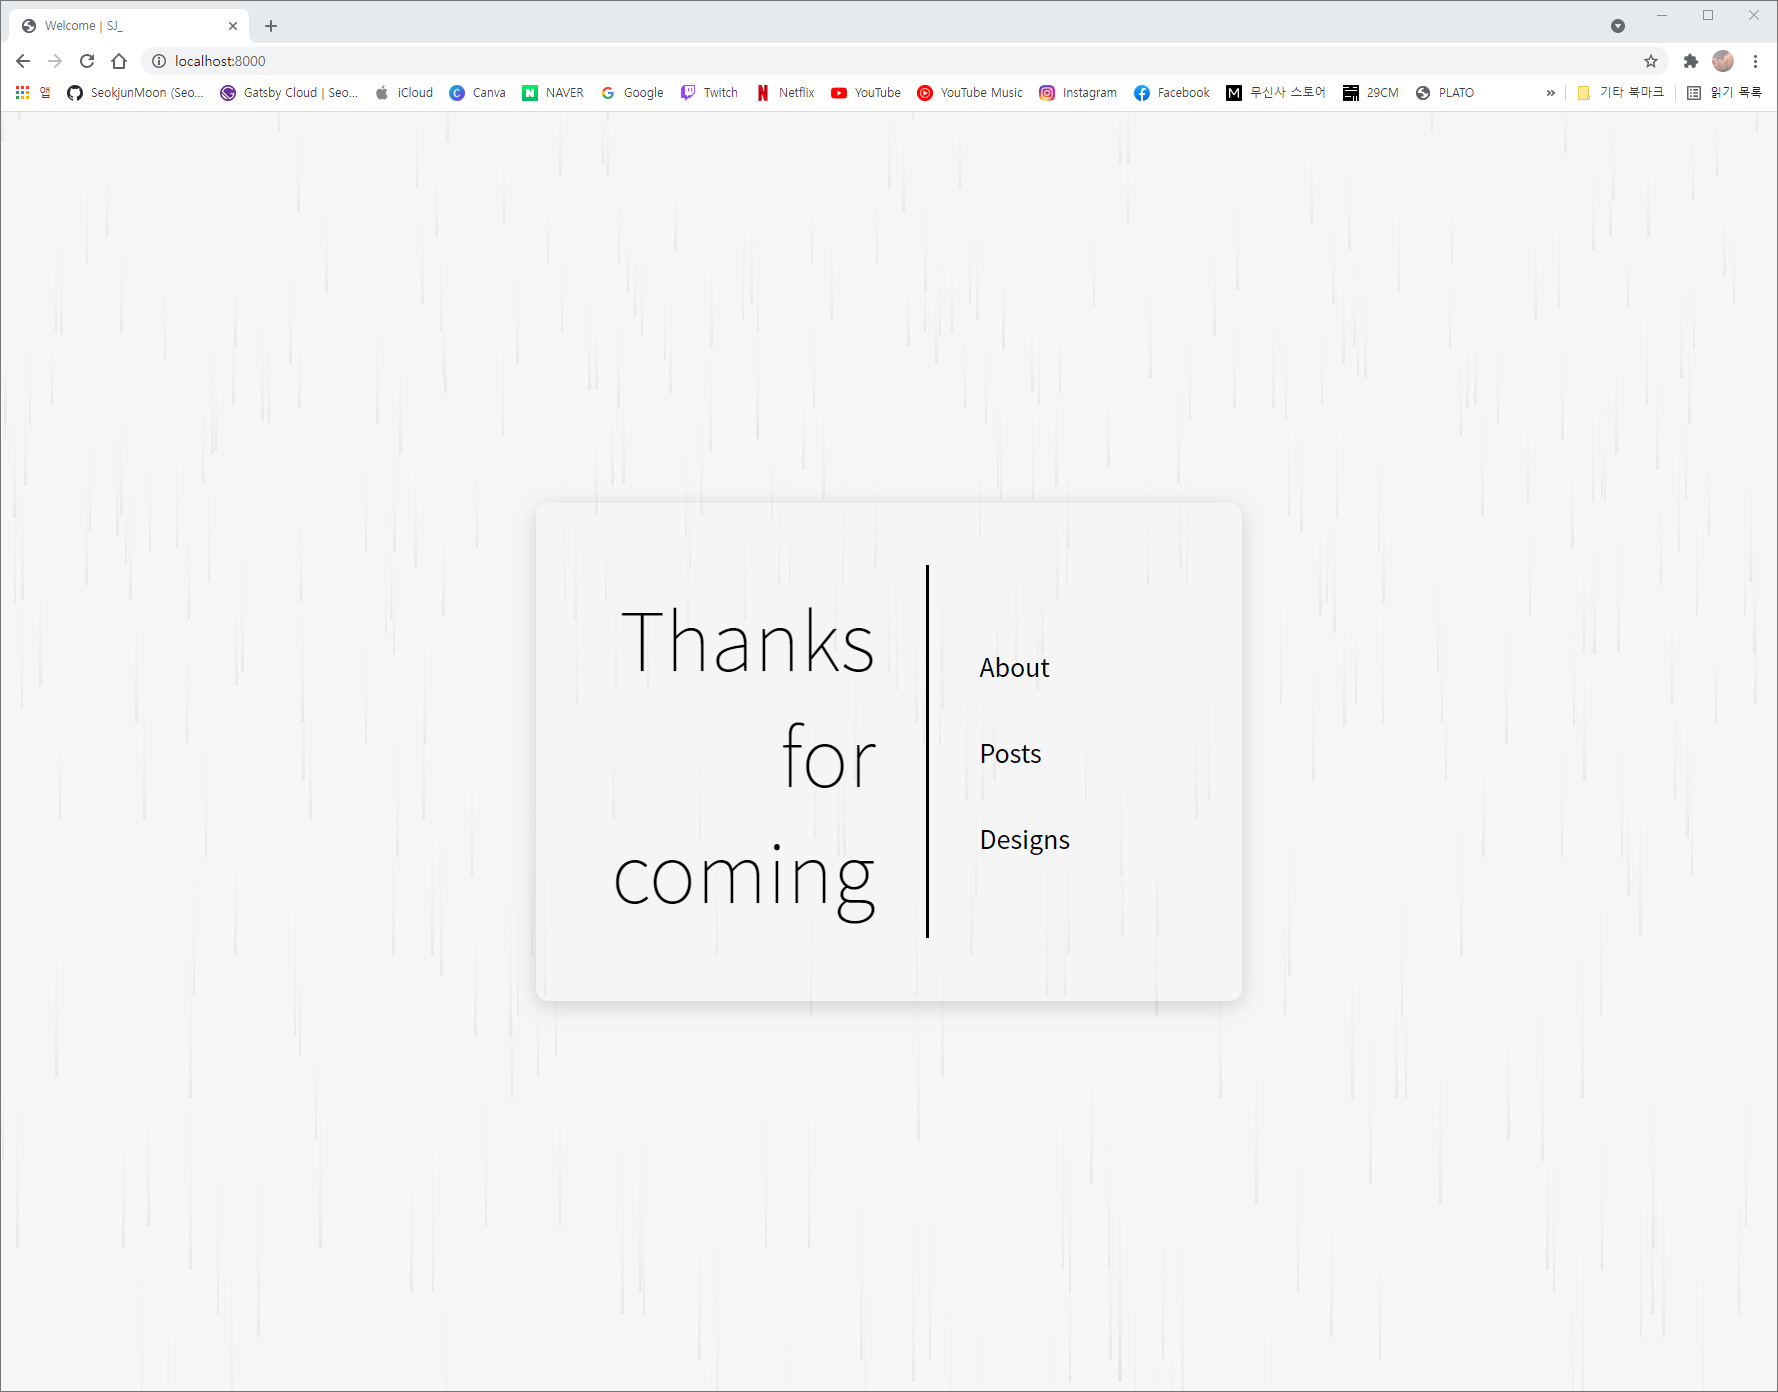 Welcome | SJ_
localhost:8000
앱 SeokjunMoon (Seo... Gatsby Cloud | Seo... iCloud Canva NAVER Google Twitch Netflix YouTube YouTube Music Instagram Facebook 무신사 스토어 29CM PLATO » 기타 북마크 읽기 목록
Thanks
for
coming
About
Posts
Designs